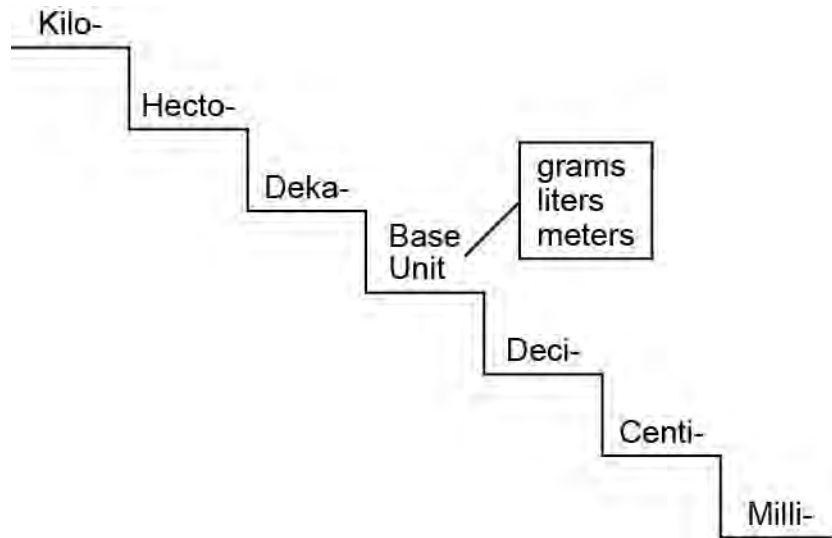 Kilo-
Hecto-
Deka-
Base
Unit
grams
liters
meters
Deci-
Centi-
Milli-